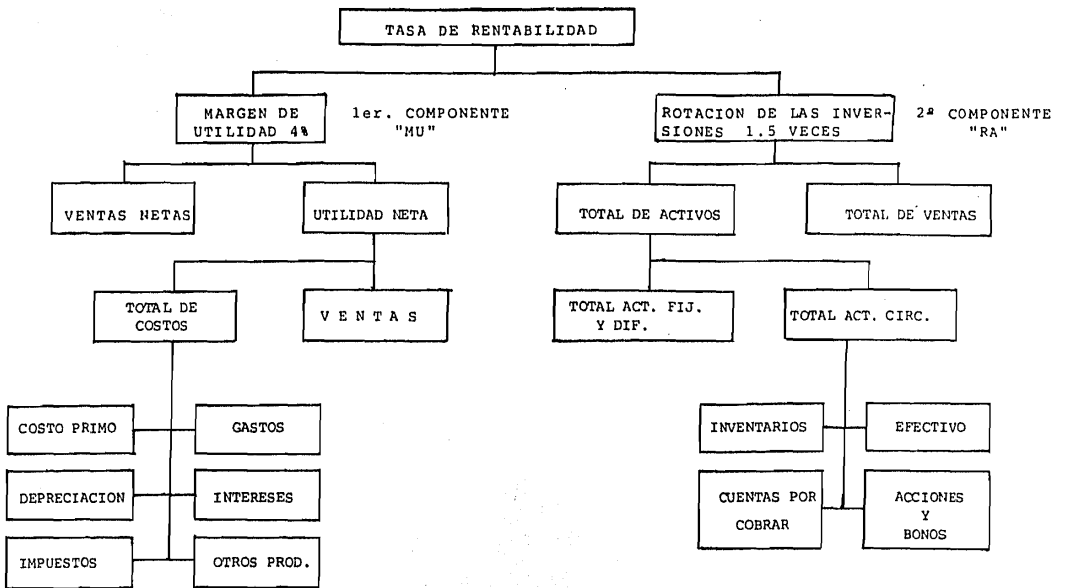 TASA DE RENTABILIDAD
MARGEN DE
UTILIDAD 4%
1er. COMPONENTE
"MU"
ROTACION DE LAS INVER-
SIONES 1.5 VECES
2ª COMPONENTE
"RA"
VENTAS NETAS
UTILIDAD NETA
TOTAL DE ACTIVOS
TOTAL DE VENTAS
TOTAL DE
COSTOS
V E N T A S
TOTAL ACT. FIJ.
Y DIF.
TOTAL ACT. CIRC.
COSTO PRIMO
GASTOS
INVENTARIOS
EFECTIVO
DEPRECIACION
INTERESES
CUENTAS POR
COBRAR
ACCIONES
Y
BONOS
IMPUESTOS
OTROS PROD.